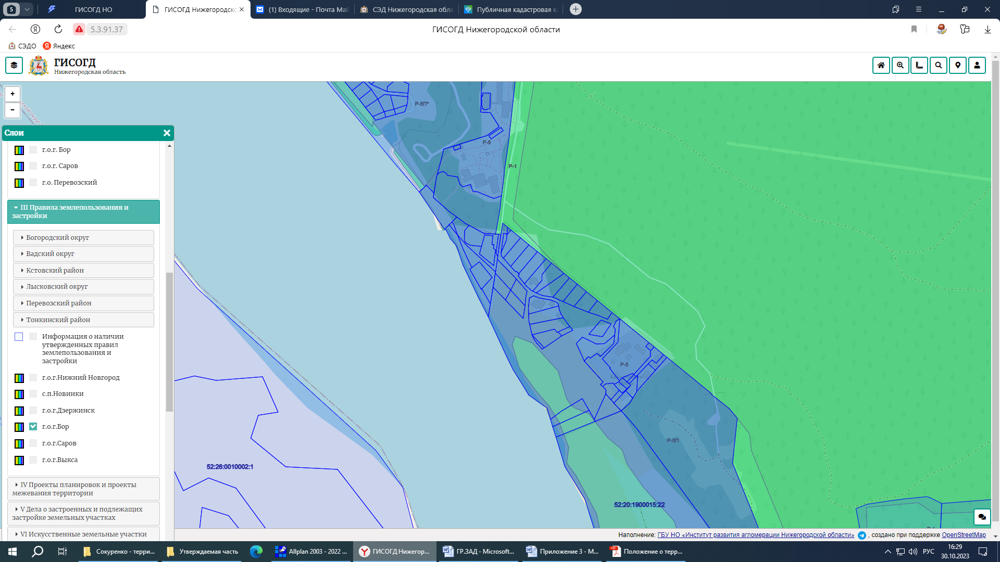 5
ГИСОГД НО
ГИСОГД Нижегородско
(1) Входящие - Почта Mail
СЭД Нижегородская обла
Публичная кадастровая к
5.3.91.37
ГИСОГД Нижегородской области
СЭДО
Яндекс
ГИСОГД
Нижегородская область
+
-
Слои
г.о.г. Бор
г.о.г. Саров
г.о. Перевозский
III Правила землепользования и
застройки
Богородский округ
Вадский округ
Кстовский район
Лысковский округ
Перевозский район
Тонкинский район
Информация о наличии
утвержденных правил
землепользования и
застройки
г.о.г.Нижний Новгород
с.п.Новинки
г.о.г.Дзержинск
г.о.г.Бор
г.о.г.Саров
г.о.г.Выкса
IV Проекты планировок и проекты
межевания территории
V Дела о застроенных и подлежащих
застройке земельных участках
VI Искусственные земельные участки
Р-5П*
Р-5
Р-1
Р-5
Р-5П
52:26:0010002:1
52:20:1900015:22
Наполнение: ГБУ НО «Институт развития агломерации Нижегородской области» , создано при поддержке OpenStreetMap
Сокуренко - терри...
Утверждаемая часть
Allplan 2003 - 2022 ...
ГИСОГД Нижегор...
ГР.ЗАД - Microsoft...
Приложение 3 - М...
Положение о терр...
РУС
16:29
30.10.2023